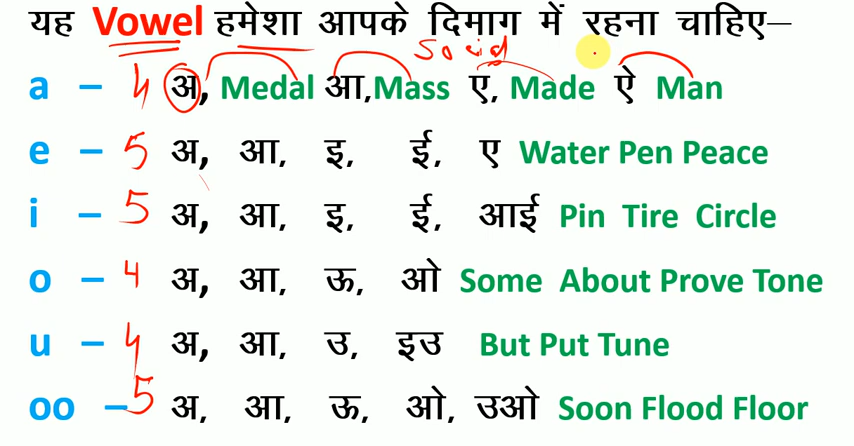 यह Vowel हमेशा आपके दिमाग में रहना चाहिए–
Social
a – 4 अ, Medal आ, Mass ए, Made ऐ Man
e – 5 अ, आ, इ, ई, ए Water Pen Peace
i – 5 अ, आ, इ, ई, आई Pin Tire Circle
o – 4 अ, आ, ऊ, ओ Some About Prove Tone
u – 4 अ, आ, उ, इउ But Put Tune
oo – 5 अ, आ, ऊ, ओ, उओ Soon Flood Floor